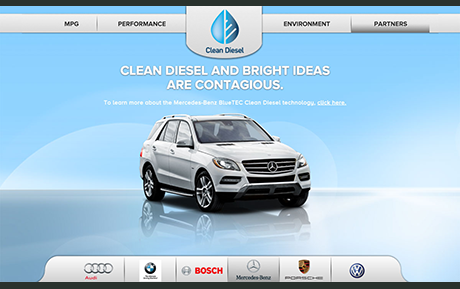 MPG
PERFORMANCE
Clean Diesel
ENVIRONMENT
PARTNERS
CLEAN DIESEL AND BRIGHT IDEAS
ARE CONTAGIOUS.
To learn more about the Mercedes-Benz BlueTEC Clean Diesel technology, click here.
Audi
BOSCH
Mercedes-Benz
PORSCHE